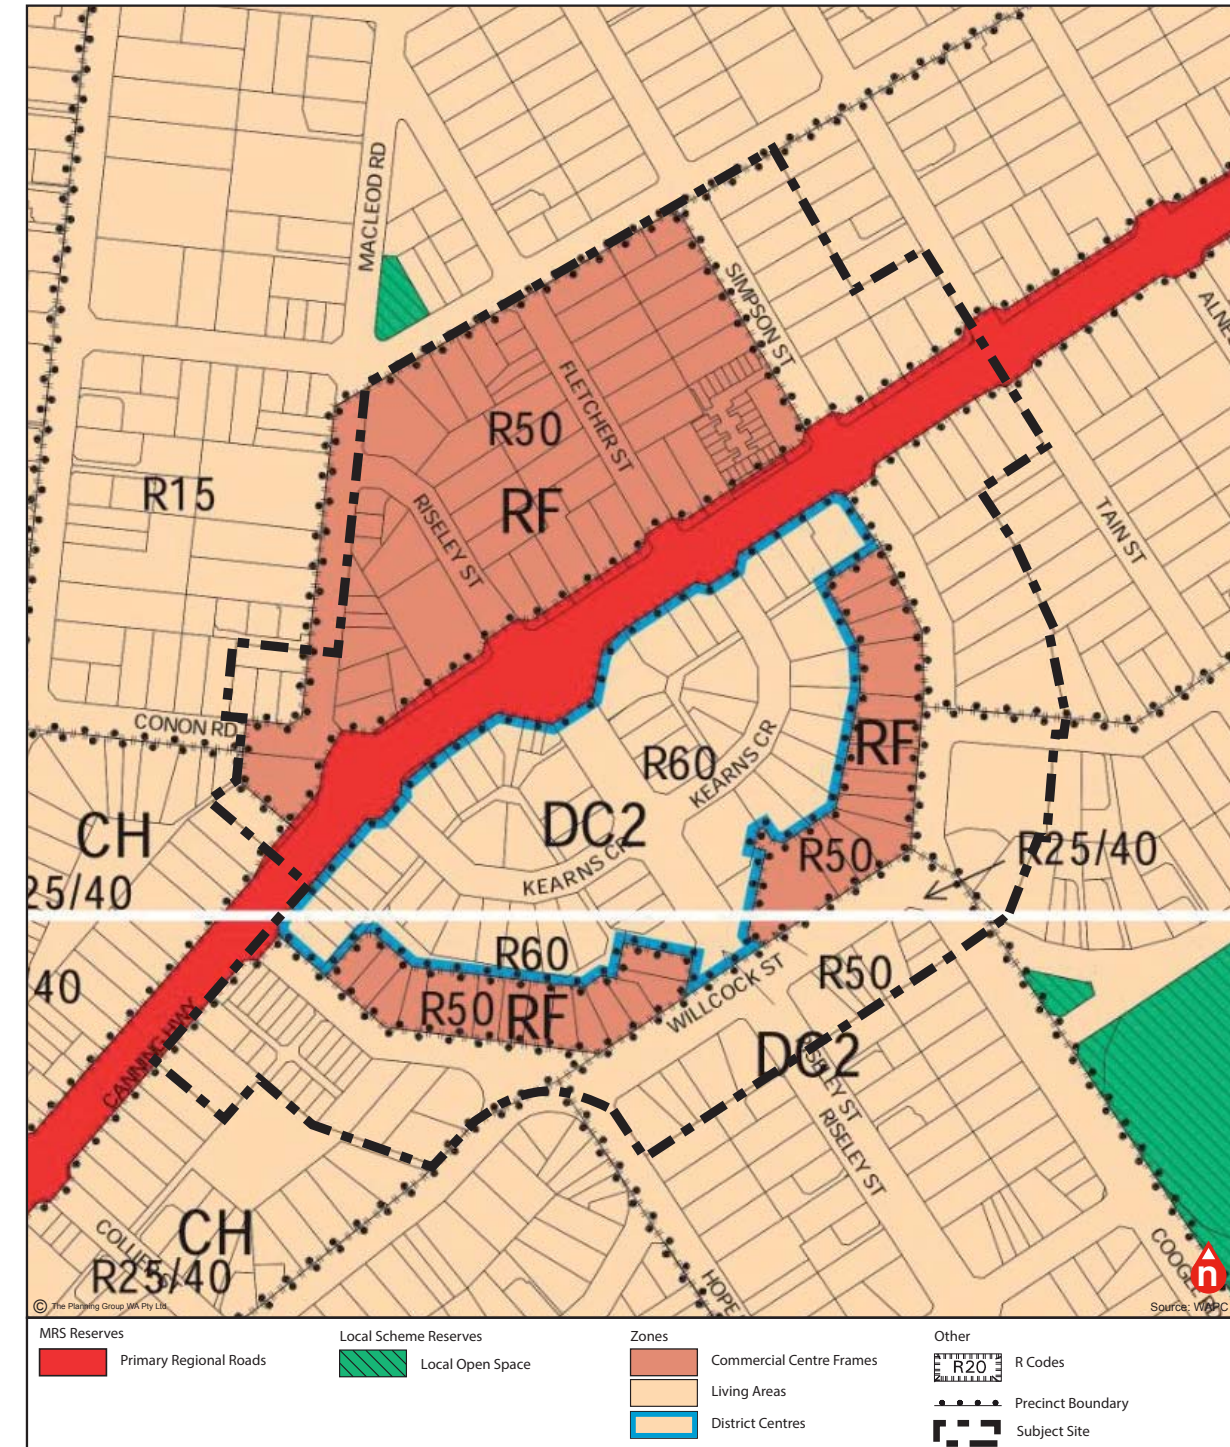 MACLEOD RD
SIMPSON ST
FLETCHER ST
R50
RF
R15
RISELEY ST
TAIN ST
CONON RD
RF
R60
KEARNS CR
DC2
CH
R50
R25/40
KEARNS CR
25/40
R60
40
R50
R50 RF
WILLCOCK ST
CANNING HWY
DC2
RISELEY ST
CH
R25/40
HOPE
n
© The Planning Group WA Pty Ltd
Source: WAPC
MRS Reserves
Primary Regional Roads
Local Scheme Reserves
Local Open Space
Zones
Commercial Centre Frames
Living Areas
District Centres
Other
R20
R Codes
Precinct Boundary
Subject Site